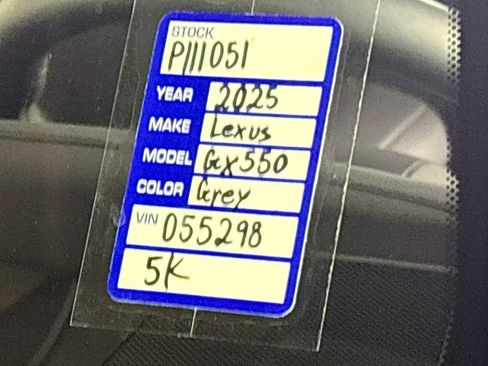 STOCK
P111051
YEAR 2025
MAKE Lexus
MODEL GX550
COLOR Grey
VIN 055298
5K